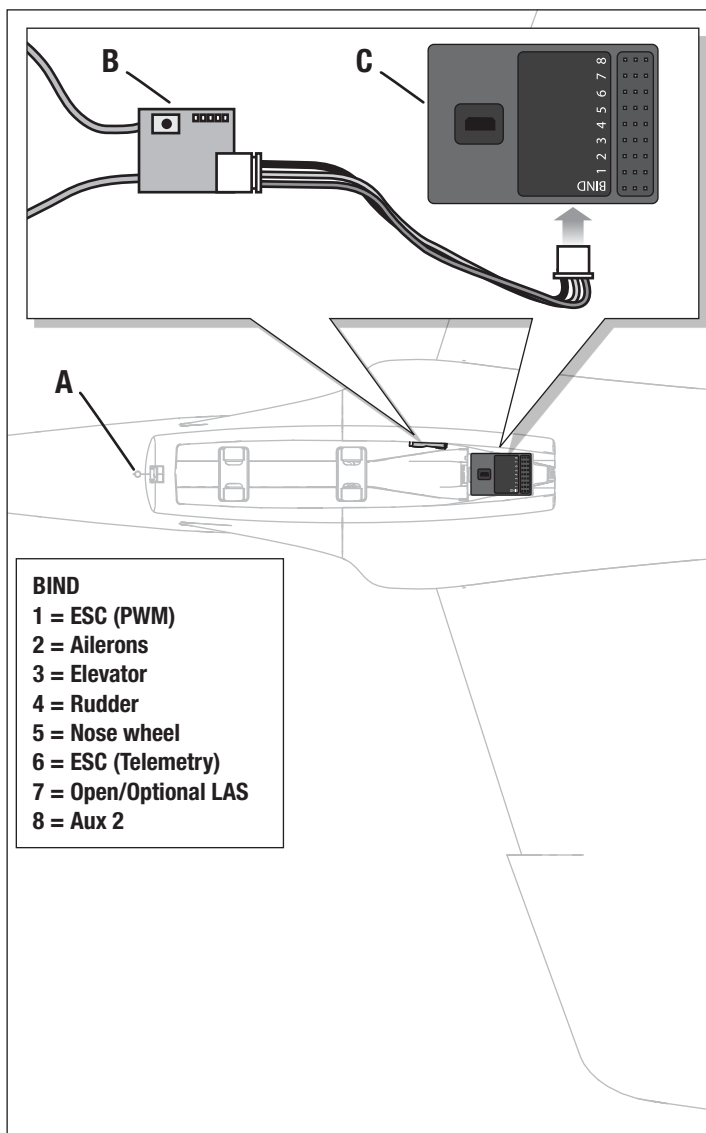 B
C
BIND 1 2 3 4 5 6 7 8
A
BIND
1 = ESC (PWM)
2 = Ailerons
3 = Elevator
4 = Rudder
5 = Nose wheel
6 = ESC (Telemetry)
7 = Open/Optional LAS
8 = Aux 2